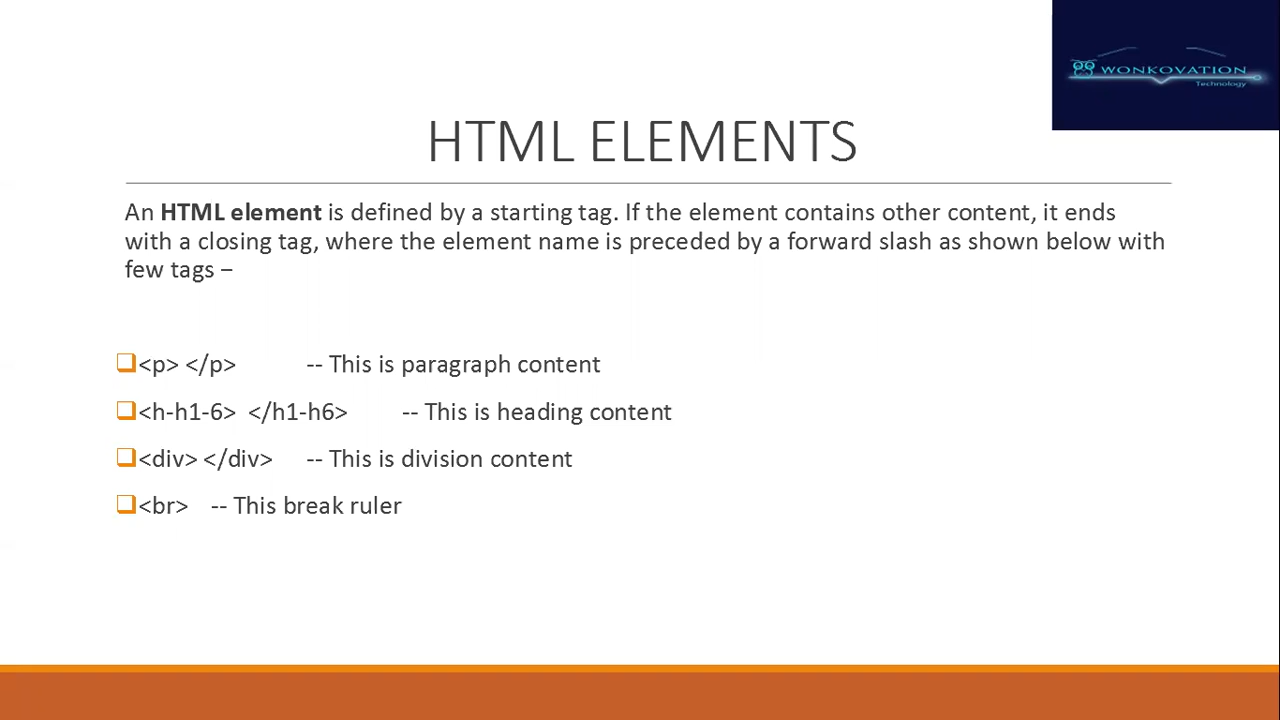 WONKOVATION
Technology
HTML ELEMENTS
An HTML element is defined by a starting tag. If the element contains other content, it ends
with a closing tag, where the element name is preceded by a forward slash as shown below with
few tags −
<p> </p> -- This is paragraph content
<h-h1-6> </h1-h6> -- This is heading content
<div> </div> -- This is division content
<br> -- This break ruler